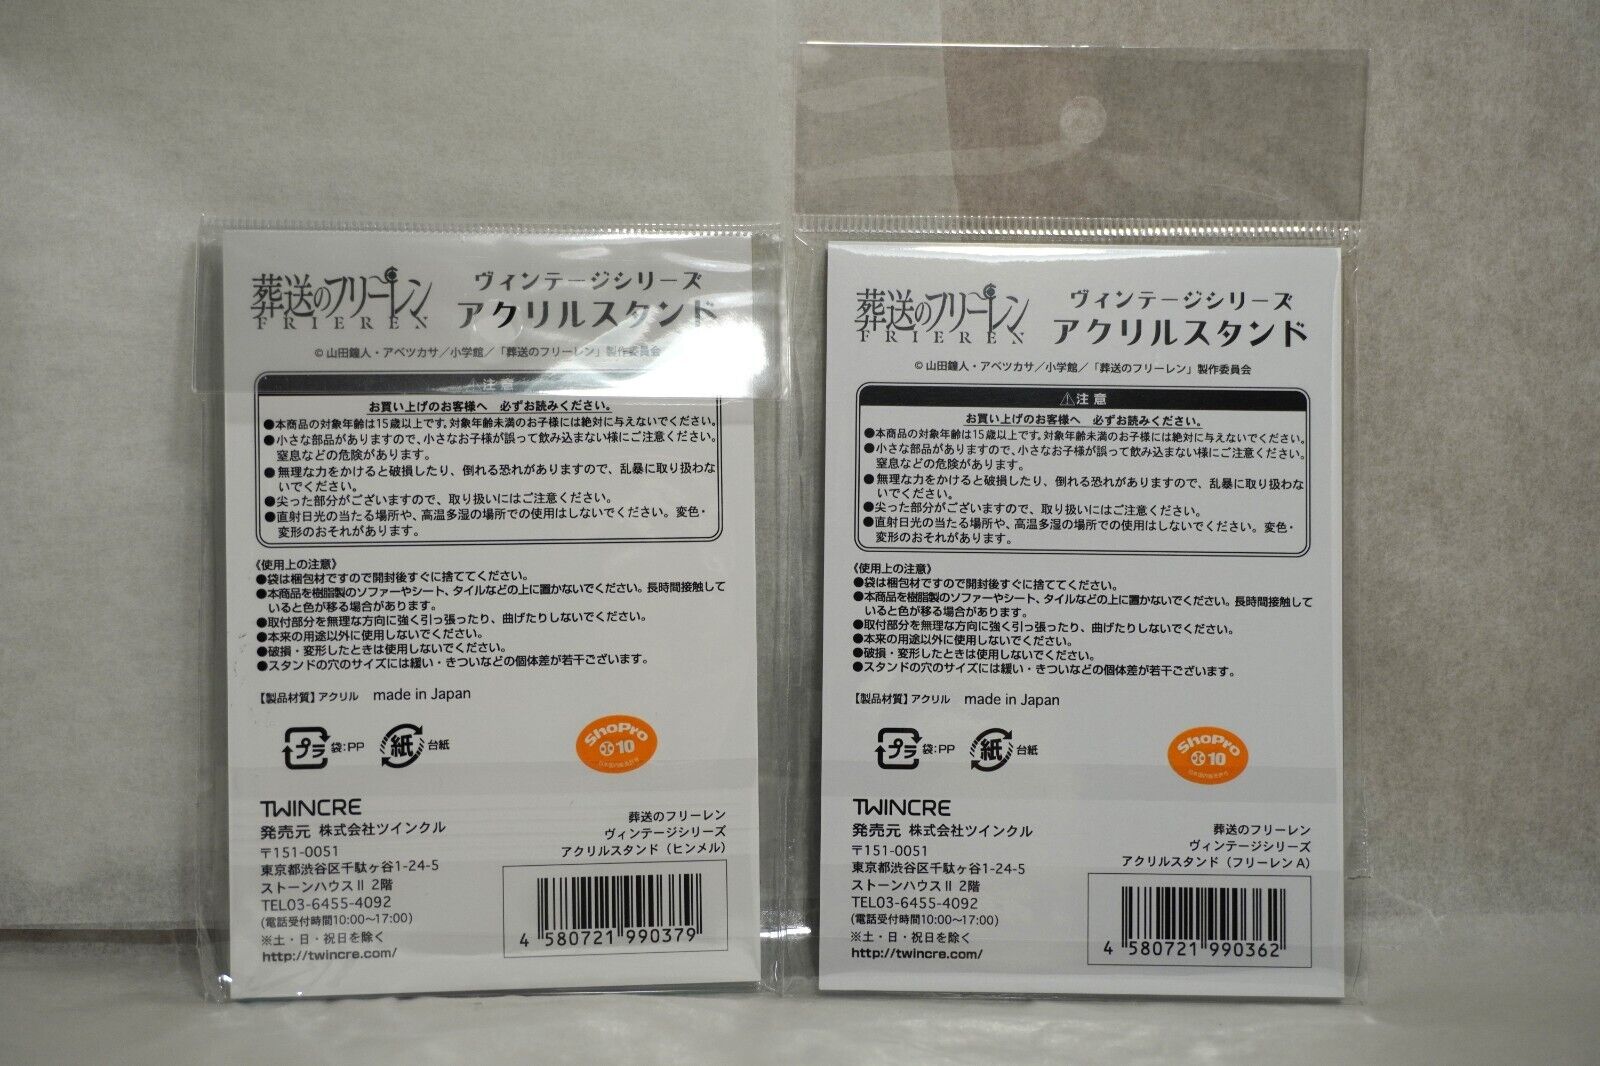 葬送のフリーレン
FRIEREN
ヴィンテージシリーズ
アクリルスタンド
©山田鐘人・アベツカサ／小学館／「葬送のフリーレン」製作委員会
⚠注意
お買い上げのお客様へ 必ずお読みください。
●本商品の対象年齢は15歳以上です。対象年齢未満のお子様には絶対に与えないでください。
●小さな部品がありますので、小さなお子様が誤って飲み込まない様にご注意ください。
窒息などの危険があります。
●無理な力をかけると破損したり、倒れる恐れがありますので、乱暴に取り扱わな
いでください。
●尖った部分がございますので、取り扱いにはご注意ください。
●直射日光の当たる場所や、高温多湿の場所での使用はしないでください。変色・
変形のおそれがあります。
《使用上の注意》
●袋は梱包材ですので開封後すぐに捨ててください。
●本商品を樹脂製のソファーやシート、タイルなどの上に置かないでください。長時間接触して
いると色が移る場合があります。
●取付部分を無理な方向に強く引っ張ったり、曲げたりしないでください。
●本来の用途以外に使用しないでください。
●破損・変形したときは使用しないでください。
●スタンドの穴のサイズには緩い・きついなどの個体差が若干ございます。
【製品材質】アクリル made in Japan
プラ 袋:PP 紙 台紙
ShoPro
10
TWINCRE
発売元 株式会社ツインクル
〒151-0051
東京都渋谷区千駄ヶ谷1-24-5
ストーンハウスⅡ 2階
TEL03-6455-4092
(電話受付時間10:00～17:00)
※土・日・祝日を除く
http://twincre.com/
葬送のフリーレン
ヴィンテージシリーズ
アクリルスタンド（ヒンメル）
4 580721 990379
葬送のフリーレン
FRIEREN
ヴィンテージシリーズ
アクリルスタンド
©山田鐘人・アベツカサ／小学館／「葬送のフリーレン」製作委員会
⚠注意
お買い上げのお客様へ 必ずお読みください。
●本商品の対象年齢は15歳以上です。対象年齢未満のお子様には絶対に与えないでください。
●小さな部品がありますので、小さなお子様が誤って飲み込まない様にご注意ください。
窒息などの危険があります。
●無理な力をかけると破損したり、倒れる恐れがありますので、乱暴に取り扱わな
いでください。
●尖った部分がございますので、取り扱いにはご注意ください。
●直射日光の当たる場所や、高温多湿の場所での使用はしないでください。変色・
変形のおそれがあります。
《使用上の注意》
●袋は梱包材ですので開封後すぐに捨ててください。
●本商品を樹脂製のソファーやシート、タイルなどの上に置かないでください。長時間接触して
いると色が移る場合があります。
●取付部分を無理な方向に強く引っ張ったり、曲げたりしないでください。
●本来の用途以外に使用しないでください。
●破損・変形したときは使用しないでください。
●スタンドの穴のサイズには緩い・きついなどの個体差が若干ございます。
【製品材質】アクリル made in Japan
プラ 袋:PP 紙 台紙
ShoPro
10
TWINCRE
発売元 株式会社ツインクル
〒151-0051
東京都渋谷区千駄ヶ谷1-24-5
ストーンハウスⅡ 2階
TEL03-6455-4092
(電話受付時間10:00～17:00)
※土・日・祝日を除く
http://twincre.com/
葬送のフリーレン
ヴィンテージシリーズ
アクリルスタンド（フリーレン A）
4 580721 990362